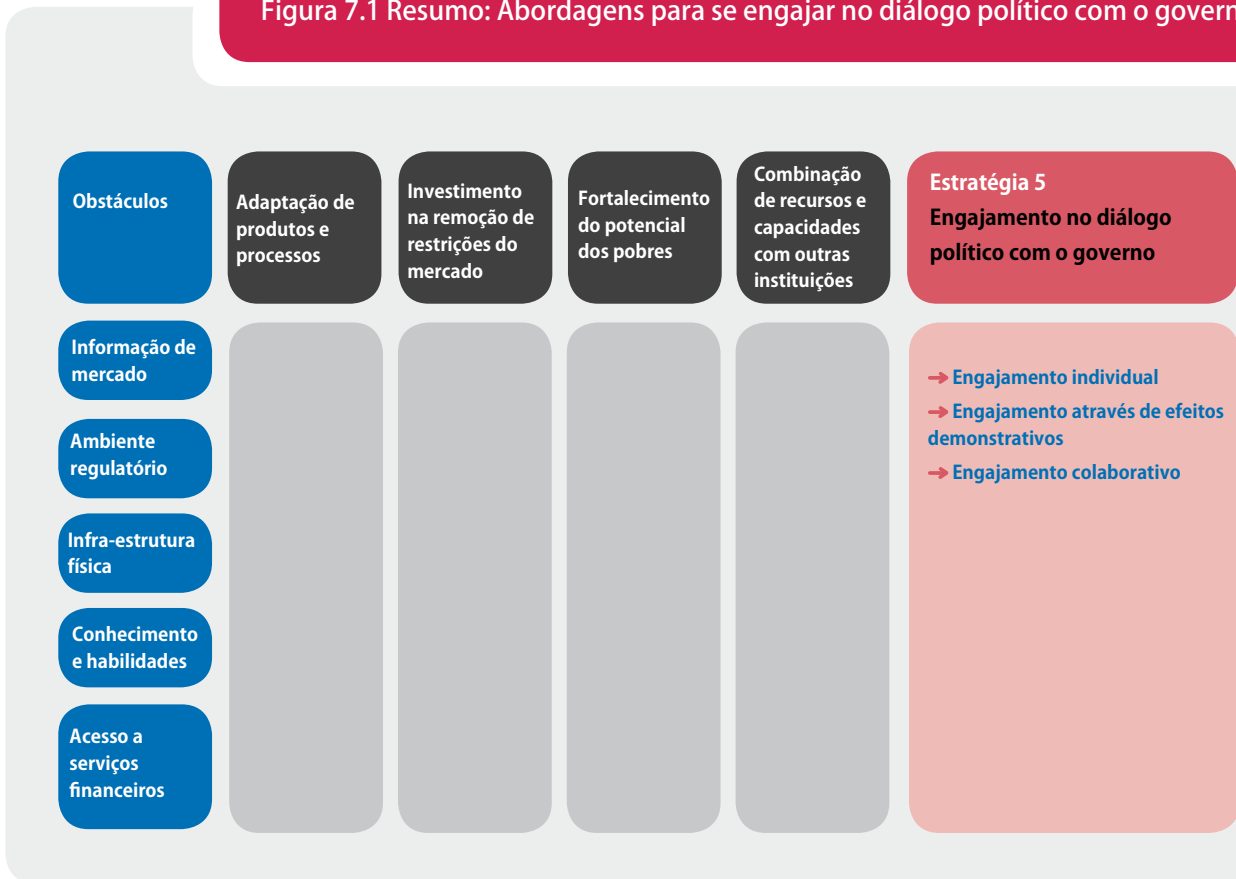 Figura 7.1 Resumo: Abordagens para se engajar no diálogo político com o govern
Obstáculos
Adaptação de
produtos e
processos
Investimento
na remoção de
restrições do
mercado
Fortalecimento
do potencial
dos pobres
Combinação
de recursos e
capacidades
com outras
instituições
Estratégia 5
Engajamento no diálogo
político com o governo
Informação de
mercado
Ambiente
regulatório
Infra-estrutura
física
Conhecimento
e habilidades
Acesso a
serviços
financeiros
→ Engajamento individual
→ Engajamento através de efeitos
demonstrativos
→ Engajamento colaborativo